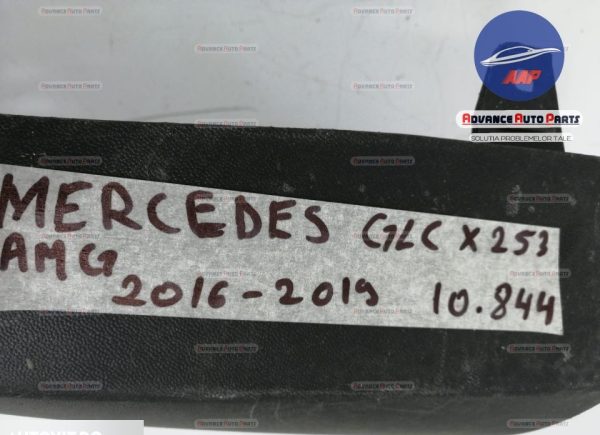 AAP
ADVANCE AUTO PARTS
SOLUTIA PROBLEMELOR TALE
MERCEDES GLC X253
AMG
2016-2019 10.844